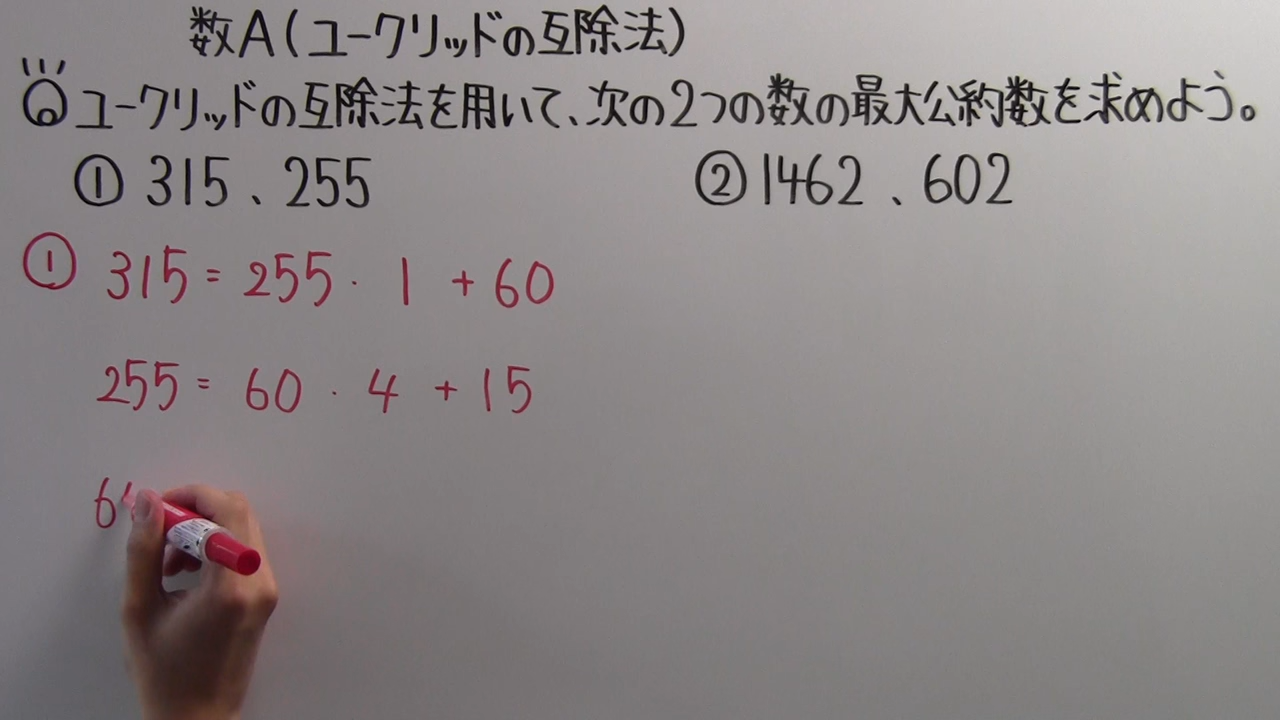 数A(ユークリッドの互除法)
ユークリッドの互除法を用いて、次の2つの数の最大公約数を求めよう。
① 315、255 ② 1462、602
① 315 = 255 · 1 + 60
255 = 60 · 4 + 15
6